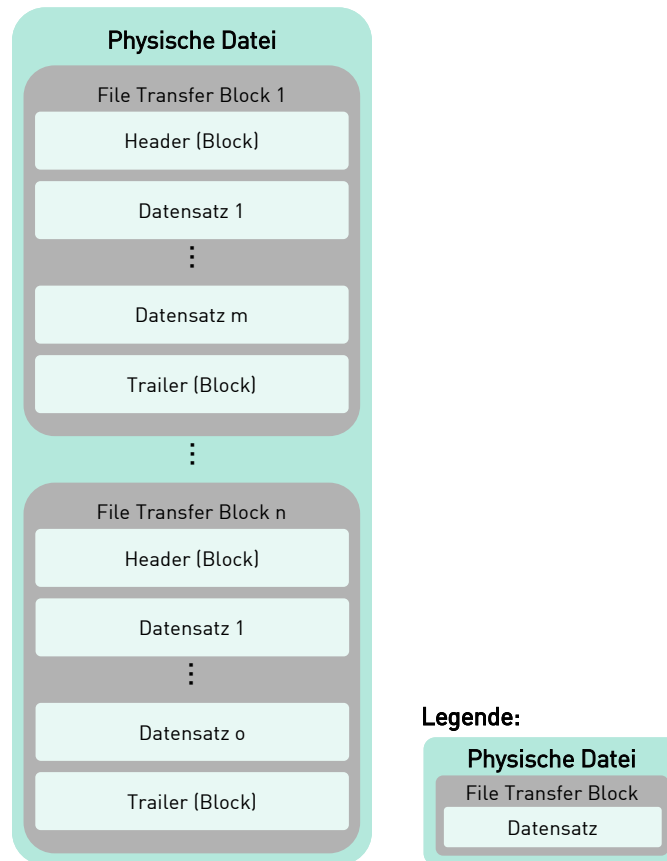 Physische Datei
File Transfer Block 1
Header (Block)
Datensatz 1
⋮
Datensatz m
Trailer (Block)
⋮
File Transfer Block n
Header (Block)
Datensatz 1
⋮
Datensatz o
Trailer (Block)
Legende:
Physische Datei
File Transfer Block
Datensatz